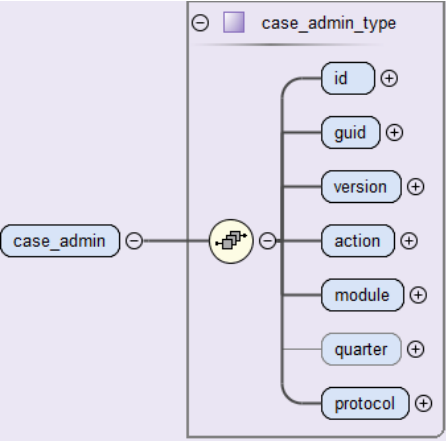 case_admin_type
id
guid
version
case_admin
action
module
quarter
protocol